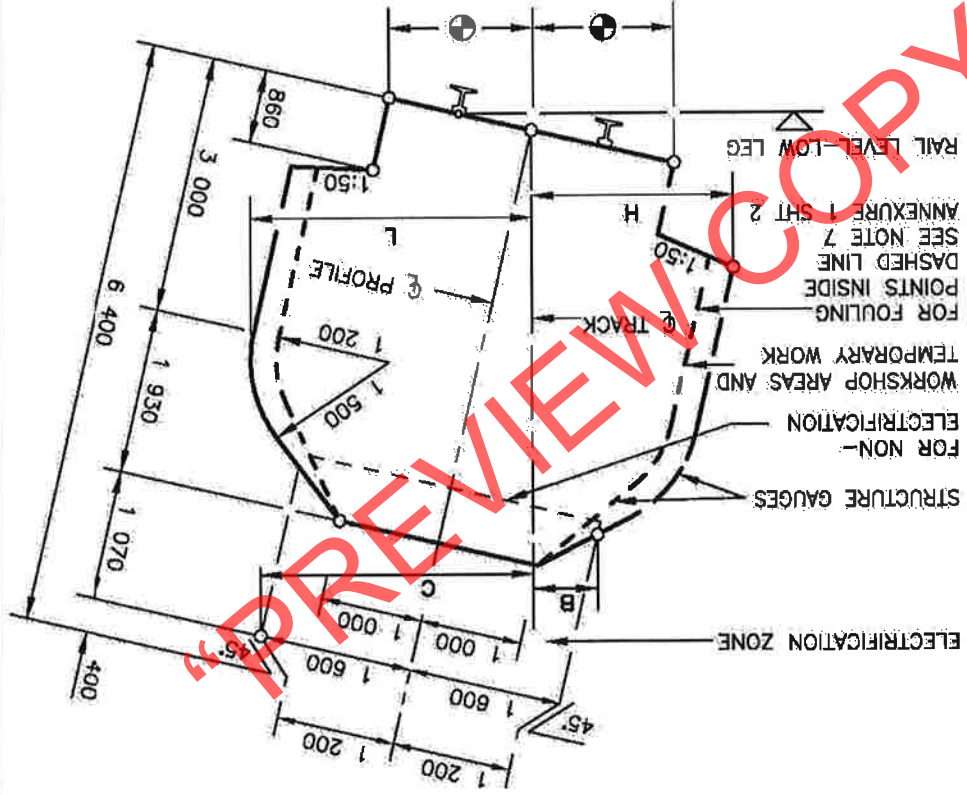 1 200
1 200
45°
1 600
1 600
45°
400
1 000
1 000
ELECTRIFICATION ZONE
B
C
1 070
STRUCTURE GAUGES
FOR NON-
ELECTRIFICATION
1 500
1 930
WORKSHOP AREAS AND
TEMPORARY WORK
1 200
℄ TRACK
6 400
FOR FOULING
POINTS INSIDE
DASHED LINE
SEE NOTE 7
ANNEXURE 1 SHT 2
℄ PROFILE
1:50
H
L
3 000
1:50
RAIL LEVEL-LOW LEG
860
“PREVIEW COPY